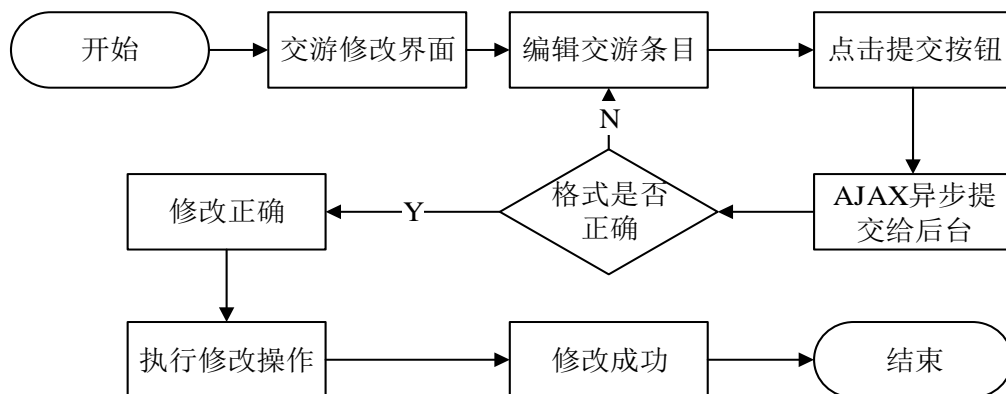 开始
交游修改界面
编辑交游条目
点击提交按钮
N
修改正确
Y
格式是否
正确
AJAX异步提
交给后台
执行修改操作
修改成功
结束